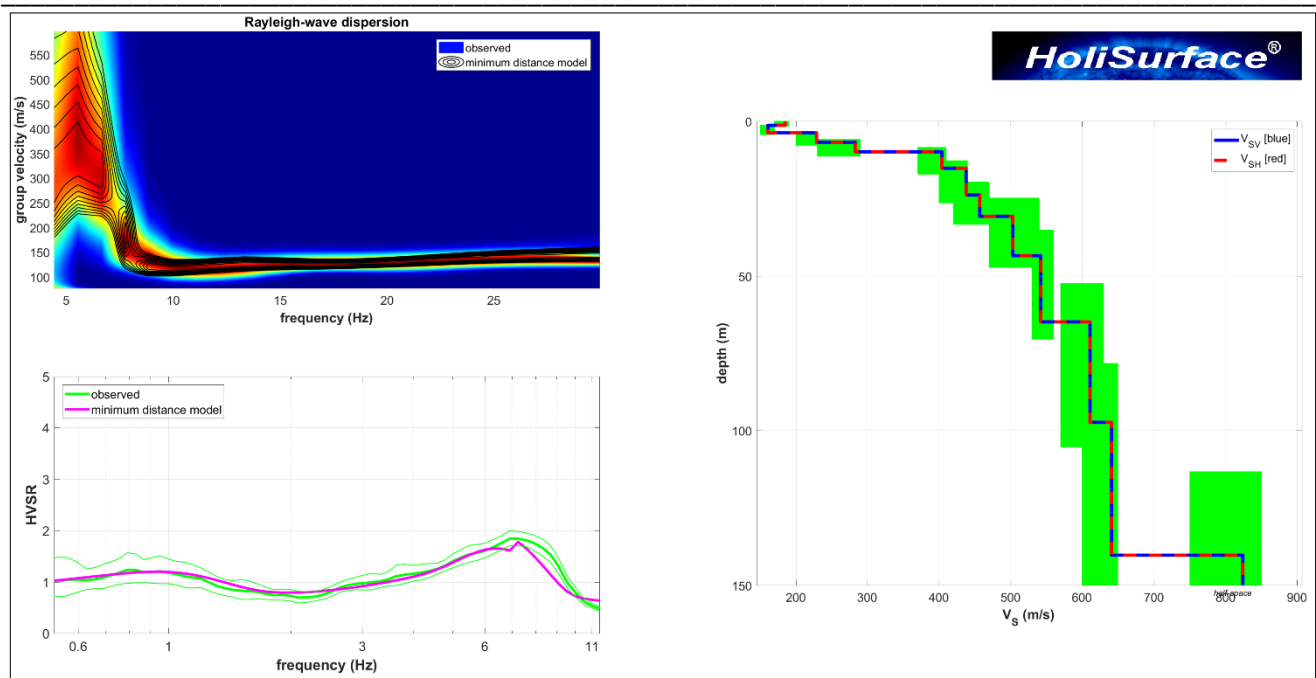 Rayleigh-wave dispersion
observed
minimum distance model
group velocity (m/s)
550
500
450
400
350
300
250
200
150
100
5
10
15
20
25
frequency (Hz)
observed
minimum distance model
HVSR
5
4
3
2
1
0
0.6
1
3
6
11
frequency (Hz)
HoliSurface®
V_SV [blue]
V_SH [red]
depth (m)
0
50
100
150
half-space
200
300
400
500
600
700
800
900
V_S (m/s)